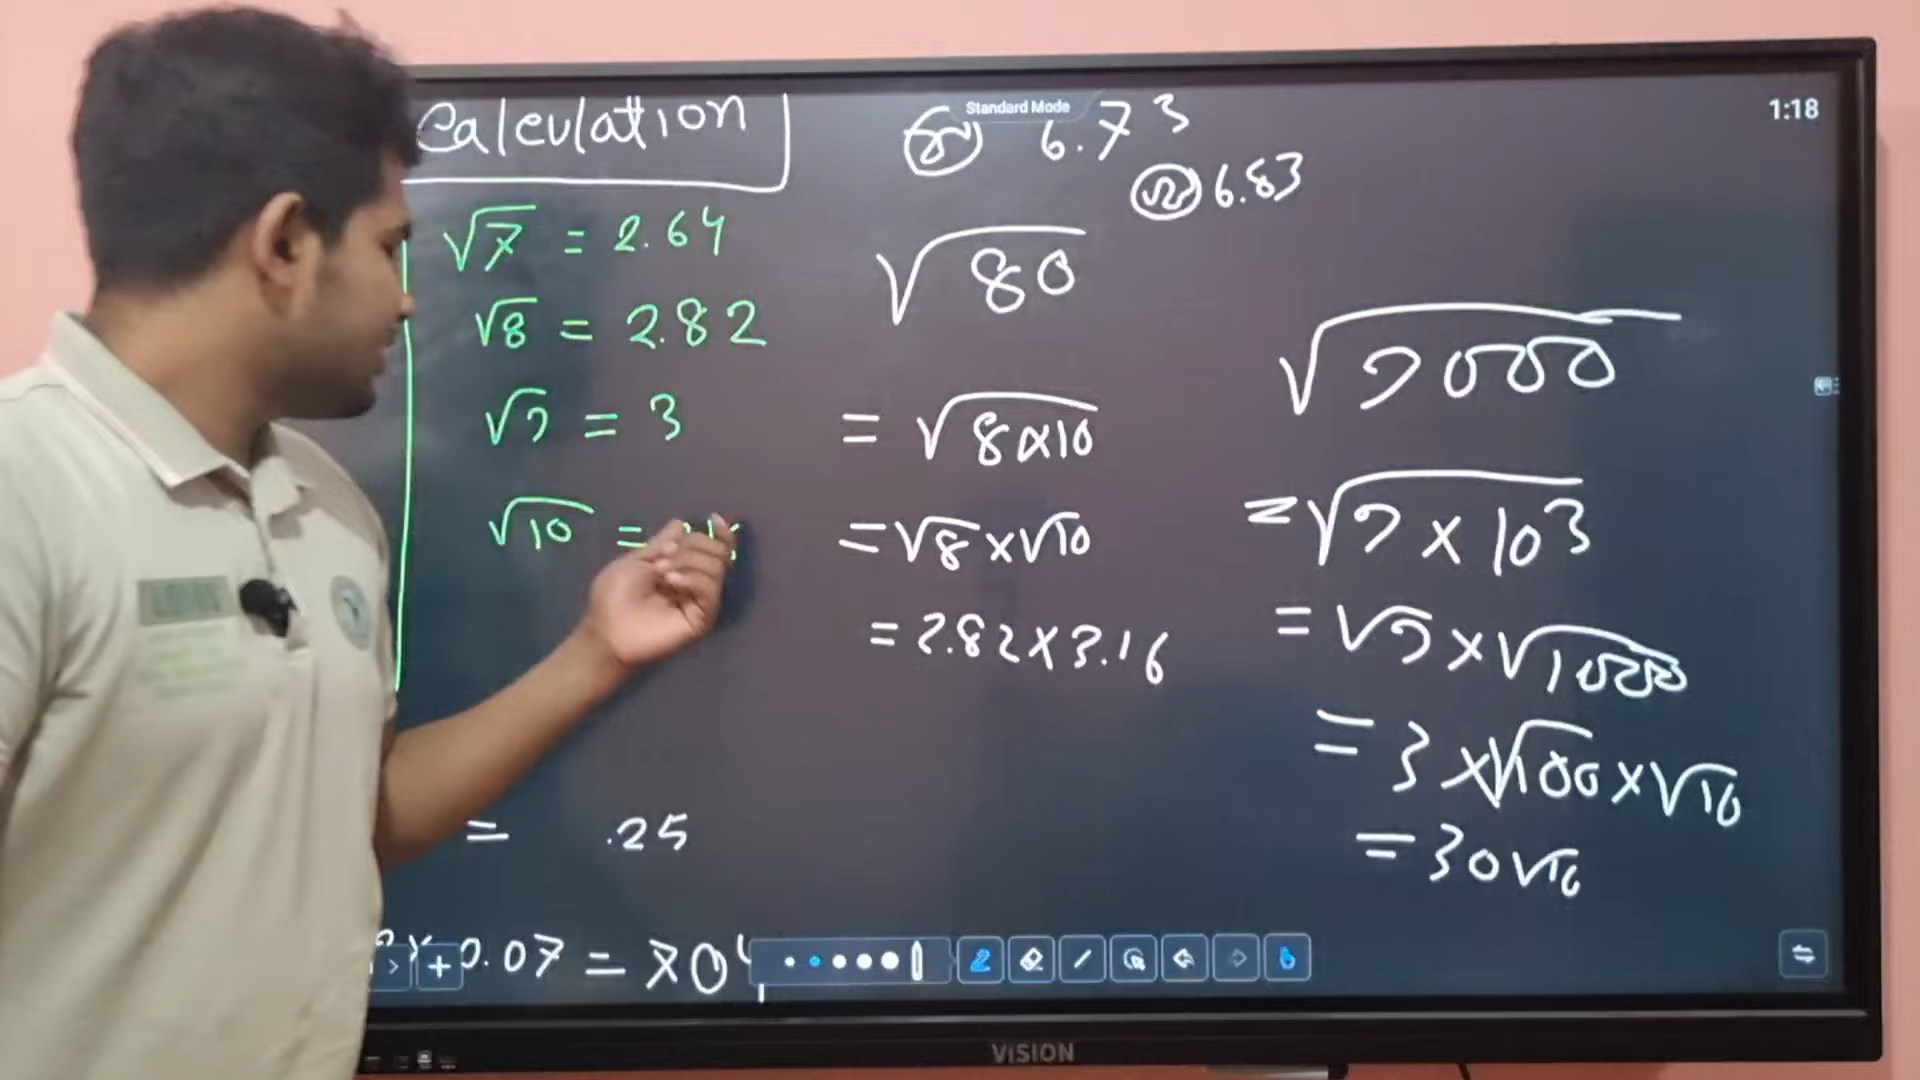 Calculation
Standard Mode
1:18
6.73
6.83
√7 = 2.64
√8 = 2.82
√9 = 3
√10 =
= .25
0.07 = 70
√80
= √8×10
= √8 × √10
= 2.82 × 3.16
√9000
= √9 × 10³
= √9 × √1000
= 3 × √100 × √10
= 30√10
ViSiON